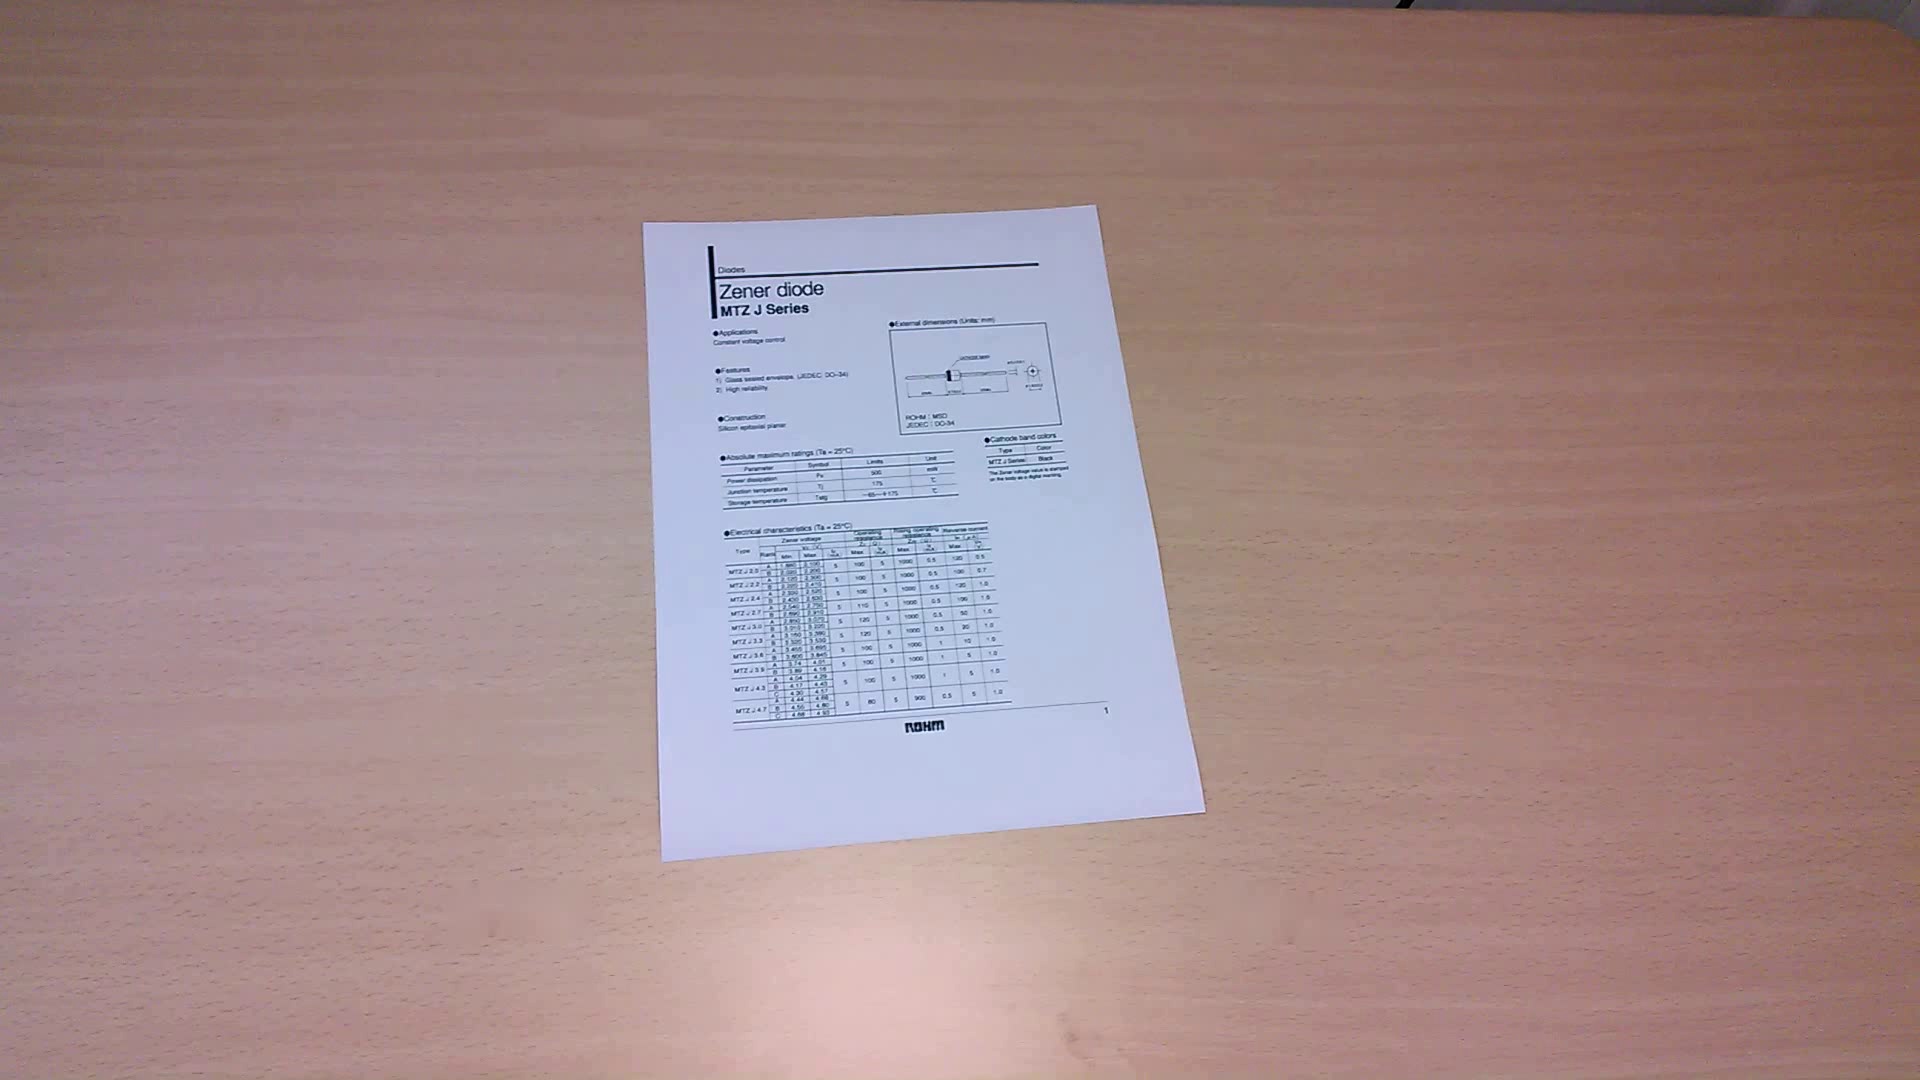 Diodes
Zener diode
MTZ J Series
●Applications
Constant voltage control
●Features
1) Glass sealed envelope. (JEDEC: DO-34)
2) High reliability.
●Construction
Silicon epitaxial planar
●External dimensions (Units: mm)
ROHM : MSD
JEDEC : DO-34
●Cathode band colors
Type Color
MTZ J Series Black
The Zener voltage value is stamped
on the body as a digital marking.
●Absolute maximum ratings (Ta = 25°C)
Parameter Symbol Limits Unit
Power dissipation 500 mW
Junction temperature Tj 175 °C
Storage temperature Tstg −65~+175 °C
●Electrical characteristics (Ta = 25°C)
Type Rank Zener voltage Operating resistance Rising operating resistance Reverse current
Min. Max. Max. Max. Max.
MTZ J 2.0 A 1.880 2.100 5 100 5 1000 0.5 120 0.5
B 2.020 2.200
MTZ J 2.2 A 2.120 2.300 5 100 5 1000 0.5 100 0.7
B 2.220 2.410
MTZ J 2.4 A 2.330 2.520 5 100 5 1000 0.5 120 1.0
B 2.430 2.630
MTZ J 2.7 A 2.540 2.750 5 110 5 1000 0.5 100 1.0
B 2.690 2.910
MTZ J 3.0 A 2.850 3.070 5 120 5 1000 0.5 50 1.0
B 3.010 3.220
MTZ J 3.3 A 3.160 3.380 5 120 5 1000 0.5 20 1.0
B 3.320 3.530
MTZ J 3.6 A 3.455 3.695 5 100 5 1000 1 10 1.0
B 3.600 3.845
MTZ J 3.9 A 3.74 4.01 5 100 5 1000 1 5 1.0
B 3.89 4.16
MTZ J 4.3 A 4.04 4.29 5 100 5 1000 1 5 1.0
B 4.17 4.43
C 4.30 4.57
MTZ J 4.7 A 4.44 4.68 5 80 5 900 0.5 5 1.0
B 4.55 4.80
C 4.68 4.93
ROHM
1